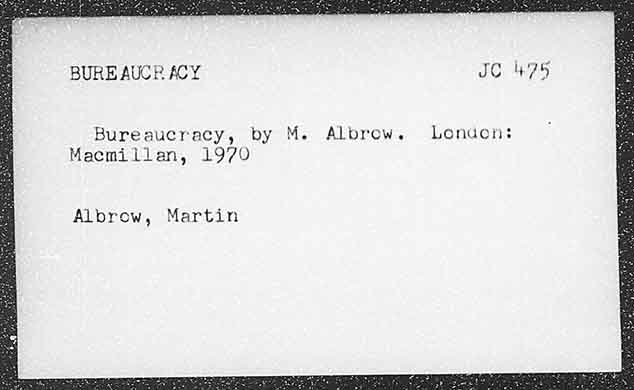 BUREAUCRACY JC 475
Bureaucracy, by M. Albrow. London:
Macmillan, 1970
Albrow, Martin